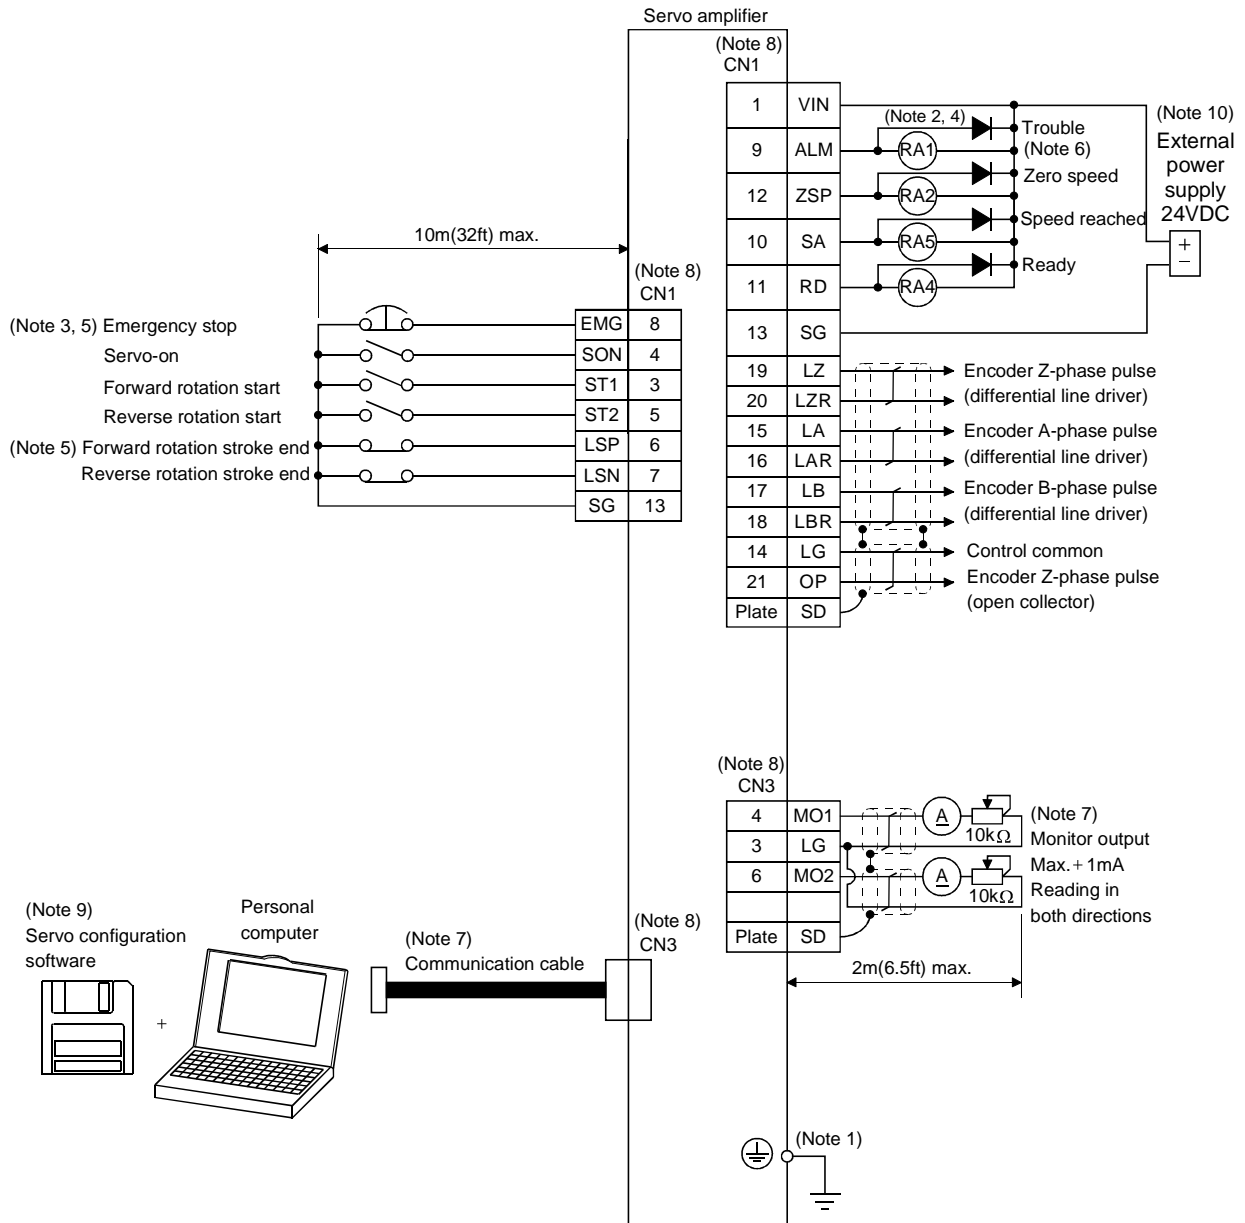 Servo amplifier
(Note 8)
CN1
1 VIN
9 ALM
12 ZSP
10 SA
11 RD
13 SG
19 LZ
20 LZR
15 LA
16 LAR
17 LB
18 LBR
14 LG
21 OP
Plate SD
(Note 2, 4)
RA1
RA2
RA5
RA4
Trouble
(Note 6)
Zero speed
Speed reached
Ready
(Note 10)
External
power
supply
24VDC
+
−
Encoder Z-phase pulse
(differential line driver)
Encoder A-phase pulse
(differential line driver)
Encoder B-phase pulse
(differential line driver)
Control common
Encoder Z-phase pulse
(open collector)
10m(32ft) max.
(Note 8)
CN1
(Note 3, 5) Emergency stop
EMG 8
Servo-on
SON 4
Forward rotation start
ST1 3
Reverse rotation start
ST2 5
(Note 5) Forward rotation stroke end
LSP 6
Reverse rotation stroke end
LSN 7
SG 13
(Note 8)
CN3
4 MO1
3 LG
6 MO2
Plate SD
A
10kΩ
A
10kΩ
(Note 7)
Monitor output
Max.+1mA
Reading in
both directions
2m(6.5ft) max.
(Note 9)
Servo configuration
software
+
Personal
computer
(Note 7)
Communication cable
(Note 8)
CN3
(Note 1)